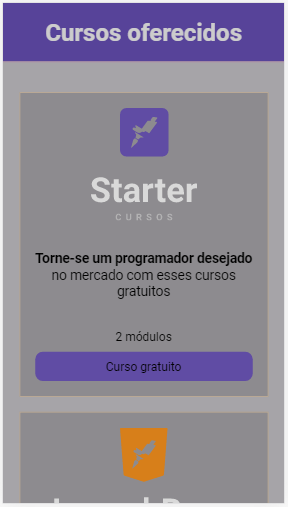 Cursos oferecidos
Starter
CURSOS
Torne-se um programador desejado
no mercado com esses cursos
gratuitos
2 módulos
Curso gratuito